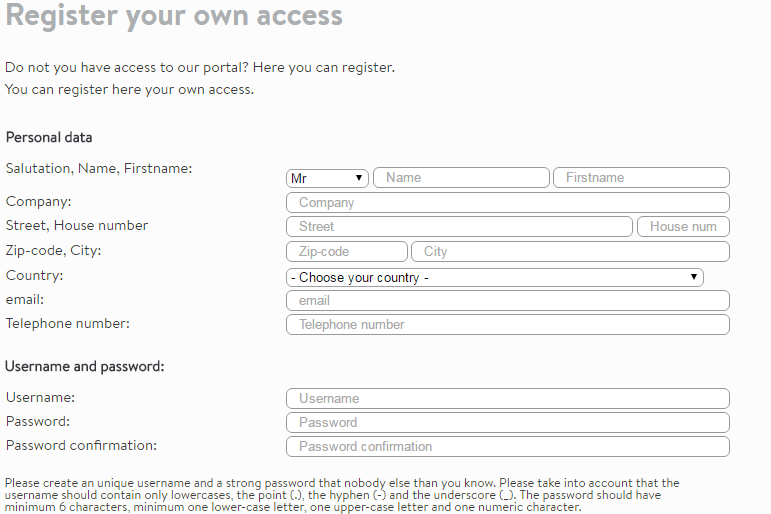 Register your own access
Do not you have access to our portal? Here you can register.
You can register here your own access.
Personal data
Salutation, Name, Firstname: Mr Name Firstname
Company: Company
Street, House number Street House num
Zip-code, City: Zip-code City
Country: - Choose your country -
email: email
Telephone number: Telephone number
Username and password:
Username: Username
Password: Password
Password confirmation: Password confirmation
Please create an unique username and a strong password that nobody else than you know. Please take into account that the
username should contain only lowercases, the point (.), the hyphen (-) and the underscore (_). The password should have
minimum 6 characters, minimum one lower-case letter, one upper-case letter and one numeric character.